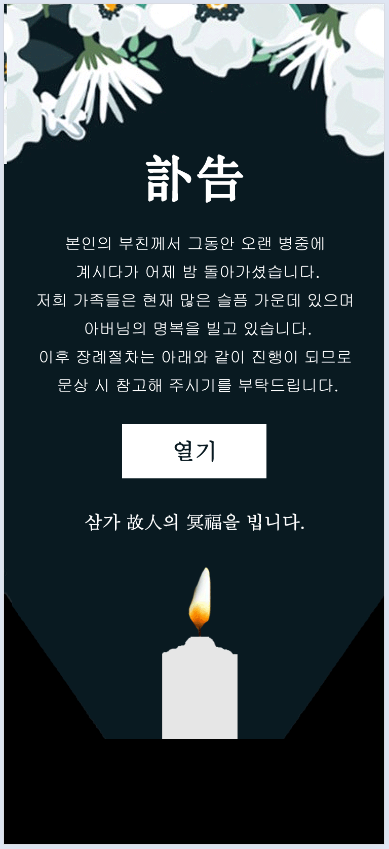 訃告
본인의 부친께서 그동안 오랜 병중에
계시다가 어제 밤 돌아가셨습니다.
저희 가족들은 현재 많은 슬픔 가운데 있으며
아버님의 명복을 빌고 있습니다.
이후 장례절차는 아래와 같이 진행이 되므로
문상 시 참고해 주시기를 부탁드립니다.
열기
삼가 故人의 冥福을 빕니다.